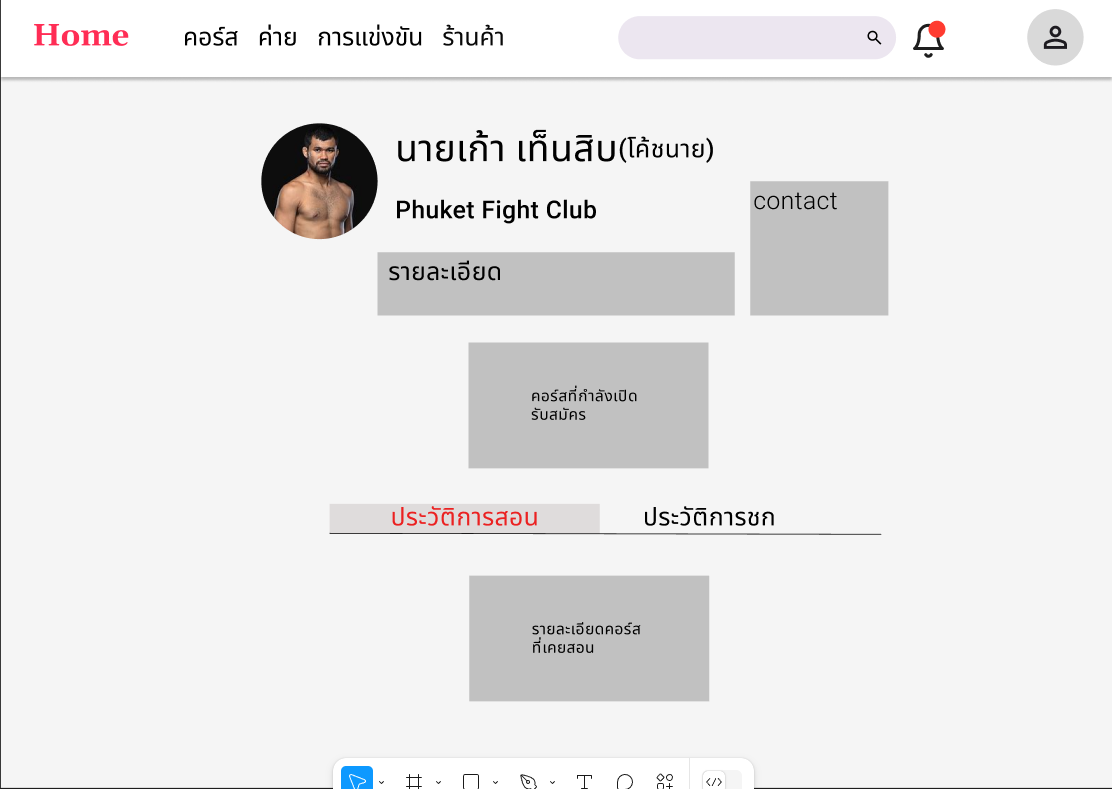 Home คอร์ส ค่าย การแข่งขัน ร้านค้า
นายเก้า เท็นสิบ(โค้ชนาย)
Phuket Fight Club
contact
รายละเอียด
คอร์สที่กำลังเปิด
รับสมัคร
ประวัติการสอน ประวัติการชก
รายละเอียดคอร์ส
ที่เคยสอน